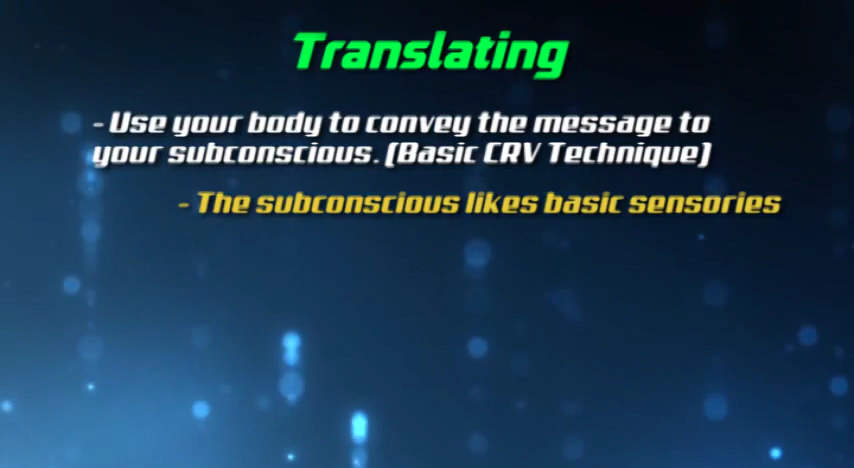 Translating
- Use your body to convey the message to
your subconscious. (Basic CRV Technique)
- The subconscious likes basic sensories